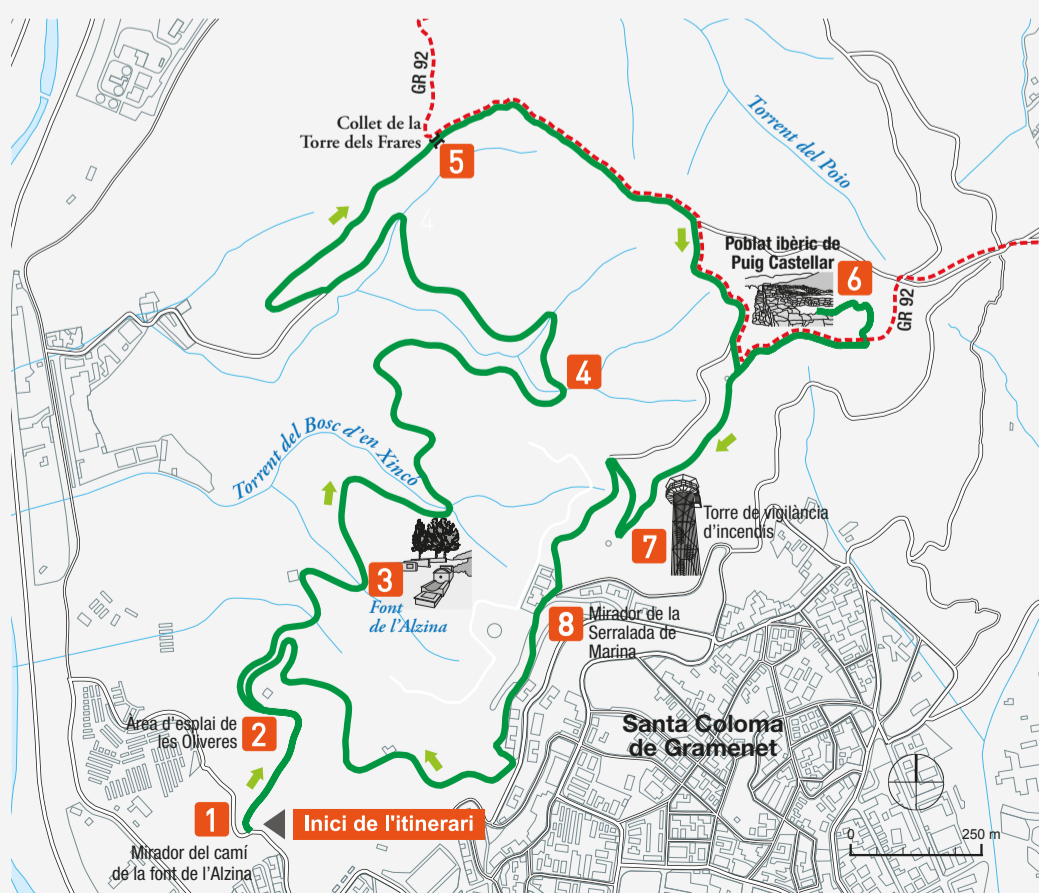 GR 92
Collet de la
Torre dels Frares
5
Torrent del Poio
4
Poblat ibèric de
Puig Castellar
6
GR 92
4
Torrent del Bosc d'en Xincó
3
Font
de l'Alzina
7
Torre de vigilància
d'incendis
8
Mirador de la
Serralada de
Marina
Àrea d'esplai de
les Oliveres
2
Santa Coloma
de Gramenet
1
Inici de l'itinerari
Mirador del camí
de la font de l'Alzina
0
250 m